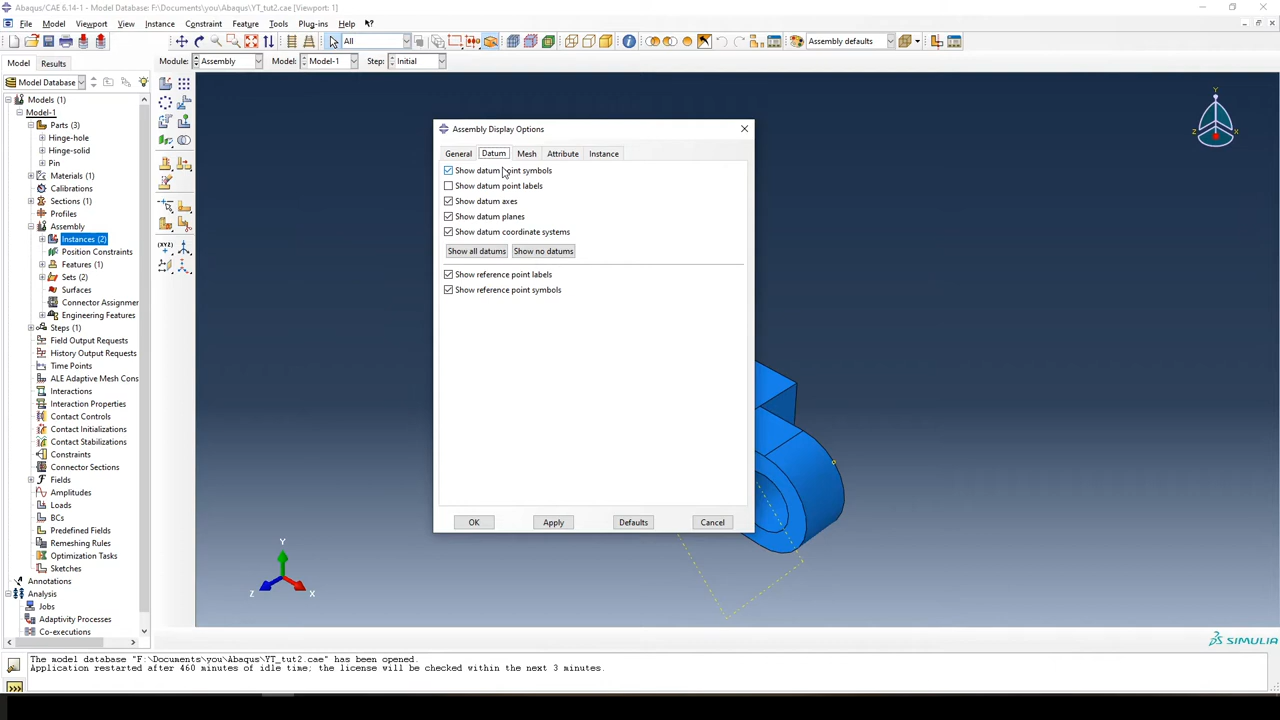 Abaqus/CAE 6.14-1 - Model Database: F:\Documents\you\Abaqus\YT_tut2.cae [Viewport: 1]
File Model Viewport View Instance Constraint Feature Tools Plug-ins Help
All Assembly defaults
Module: Assembly Model: Model-1 Step: Initial
Model Results
Model Database
Models (1)
Model-1
Parts (3)
Hinge-hole
Hinge-solid
Pin
Materials (1)
Calibrations
Sections (1)
Profiles
Assembly
Instances (2)
Position Constraints
Features (1)
Sets (2)
Surfaces
Connector Assignmer
Engineering Features
Steps (1)
Field Output Requests
History Output Requests
Time Points
ALE Adaptive Mesh Cons
Interactions
Interaction Properties
Contact Controls
Contact Initializations
Contact Stabilizations
Constraints
Connector Sections
Fields
Amplitudes
Loads
BCs
Predefined Fields
Remeshing Rules
Optimization Tasks
Sketches
Annotations
Analysis
Jobs
Adaptivity Processes
Co-executions
(XYZ)
Assembly Display Options
General Datum Mesh Attribute Instance
Show datum point symbols
Show datum point labels
Show datum axes
Show datum planes
Show datum coordinate systems
Show all datums Show no datums
Show reference point labels
Show reference point symbols
OK Apply Defaults Cancel
Y
Z X
Y
Z X
SIMULIA
The model database "F:\Documents\you\Abaqus\YT_tut2.cae" has been opened.
Application restarted after 460 minutes of idle time; the license will be checked within the next 3 minutes.
>>>